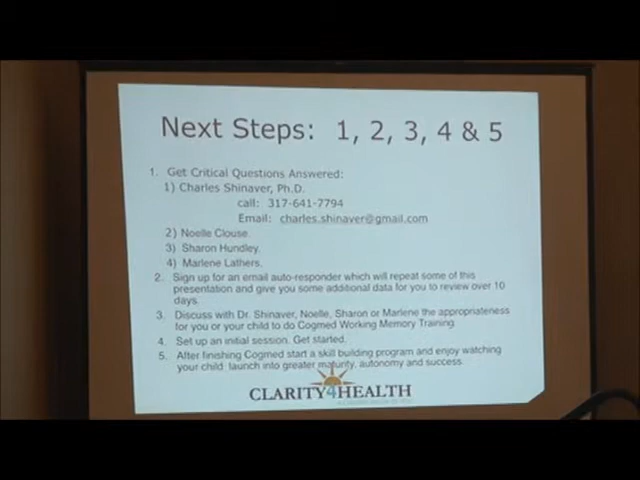 Next Steps: 1, 2, 3, 4 & 5
1. Get Critical Questions Answered:
1) Charles Shinaver, Ph.D.
call: 317-641-7794
Email: charles.shinaver@gmail.com
2) Noelle Clouse.
3) Sharon Hundley.
4) Marlene Lathers.
2. Sign up for an email auto-responder which will repeat some of this
presentation and give you some additional data for you to review over 10
days.
3. Discuss with Dr. Shinaver, Noelle, Sharon or Marlene the appropriateness
for you or your child to do Cogmed Working Memory Training.
4. Set up an initial session. Get started.
5. After finishing Cogmed start a skill building program and enjoy watching
your child launch into greater maturity, autonomy and success.
CLARITY4HEALTH